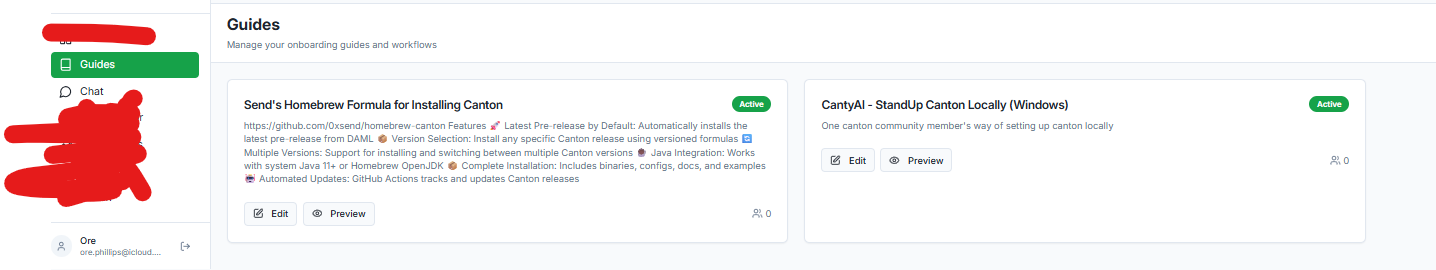 Guides
Chat
Ore
ore.phillips@icloud....
Guides
Manage your onboarding guides and workflows
Send's Homebrew Formula for Installing Canton
Active
https://github.com/0xsend/homebrew-canton Features 🚀 Latest Pre-release by Default: Automatically installs the
latest pre-release from DAML 📦 Version Selection: Install any specific Canton release using versioned formulas 🔄
Multiple Versions: Support for installing and switching between multiple Canton versions ☕ Java Integration: Works
with system Java 11+ or Homebrew OpenJDK 📦 Complete Installation: Includes binaries, configs, docs, and examples
🤖 Automated Updates: GitHub Actions tracks and updates Canton releases
Edit
Preview
0
CantyAI - StandUp Canton Locally (Windows)
Active
One canton community member's way of setting up canton locally
Edit
Preview
0